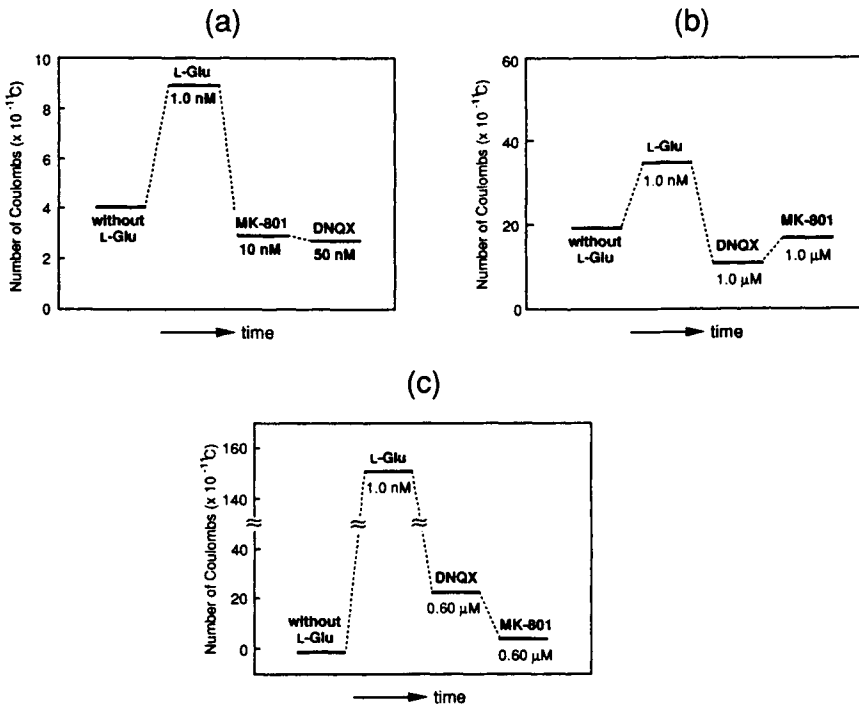 (a)
Number of Coulombs (x 10⁻¹¹C)
10
8
6
4
2
0
L-Glu
1.0 nM
without
L-Glu
MK-801
10 nM
DNQX
50 nM
time
(b)
Number of Coulombs (x 10⁻¹¹C)
60
40
20
0
L-Glu
1.0 nM
without
L-Glu
DNQX
1.0 µM
MK-801
1.0 µM
time
(c)
Number of Coulombs (x 10⁻¹¹C)
160
140
40
20
0
L-Glu
1.0 nM
without
L-Glu
DNQX
0.60 µM
MK-801
0.60 µM
time